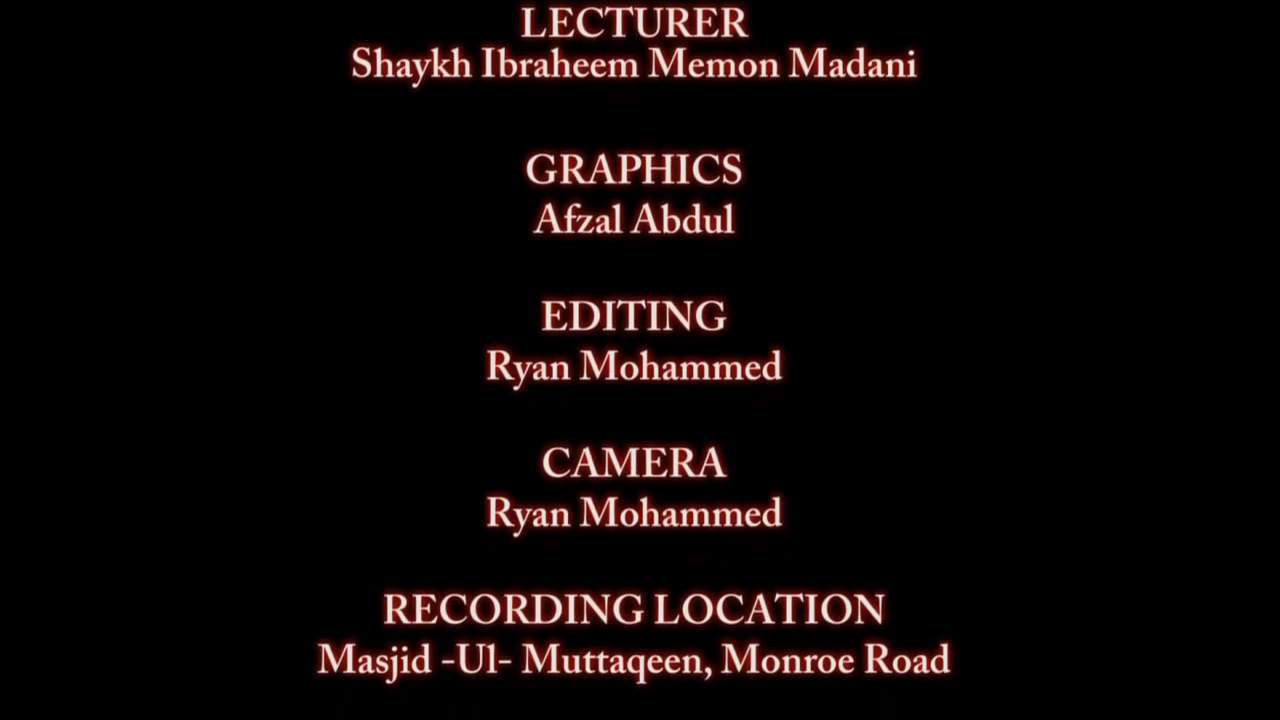 LECTURER
Shaykh Ibraheem Memon Madani
GRAPHICS
Afzal Abdul
EDITING
Ryan Mohammed
CAMERA
Ryan Mohammed
RECORDING LOCATION
Masjid -Ul- Muttaqeen, Monroe Road